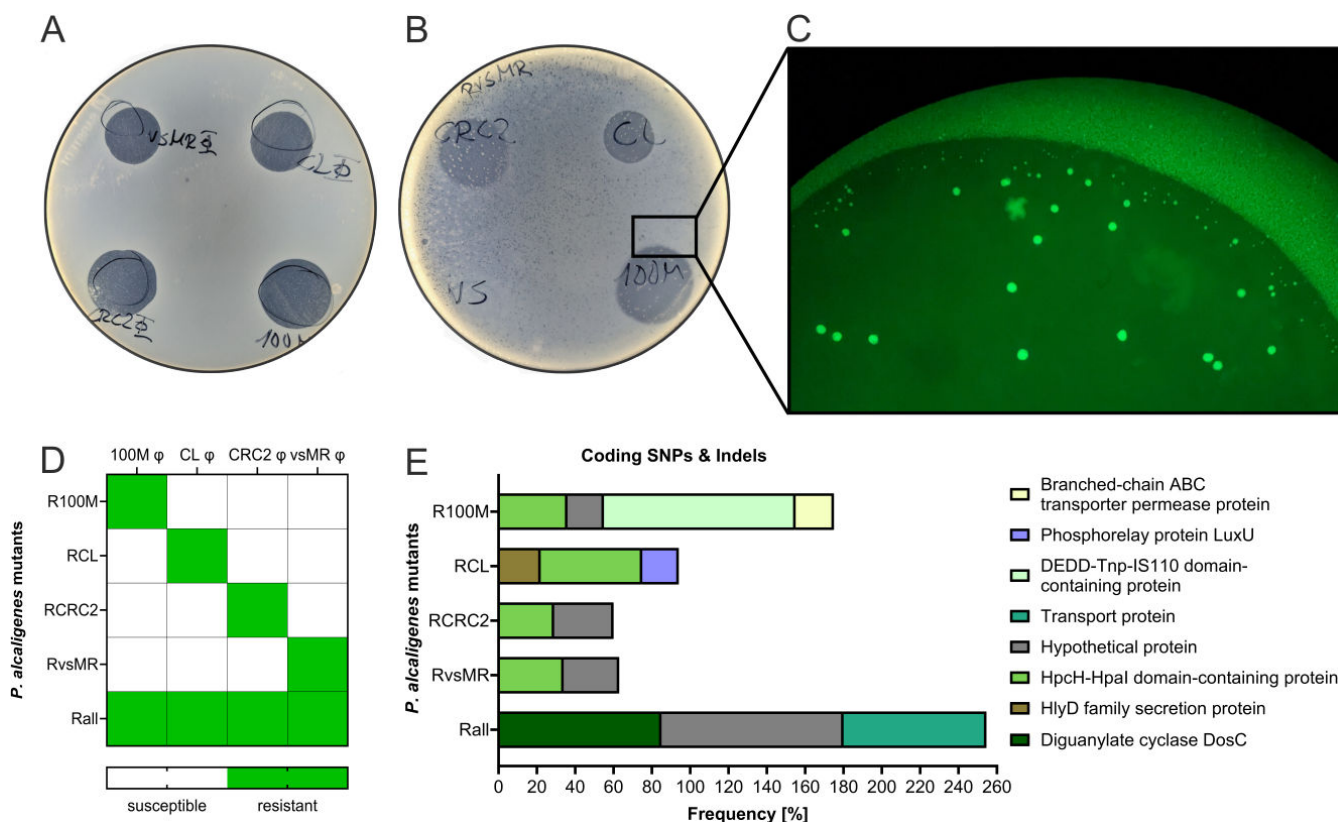 A
B
C
VSMRΦ
CLΦ
CRC2Φ
100M
RVSMR
CRC2
CL
VS
100M
D
100M φ CL φ CRC2 φ vsMR φ
P. alcaligenes mutants
R100M
RCL
RCRC2
RvsMR
Rall
susceptible resistant
E
Coding SNPs & Indels
P. alcaligenes mutants
R100M
RCL
RCRC2
RvsMR
Rall
0 20 40 60 80 100 120 140 160 180 200 220 240 260
Frequency [%]
Branched-chain ABC
transporter permease protein
Phosphorelay protein LuxU
DEDD-Tnp-IS110 domain-
containing protein
Transport protein
Hypothetical protein
HpcH-HpaI domain-containing protein
HlyD family secretion protein
Diguanylate cyclase DosC